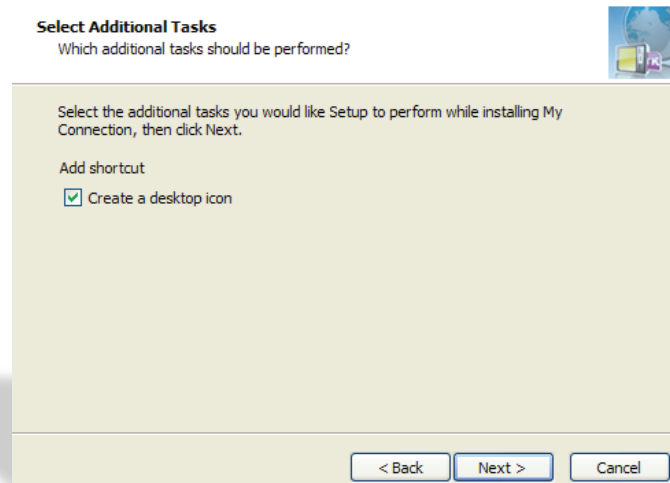 Select Additional Tasks
Which additional tasks should be performed?
Select the additional tasks you would like Setup to perform while installing My
Connection, then click Next.
Add shortcut
Create a desktop icon
< Back Next > Cancel